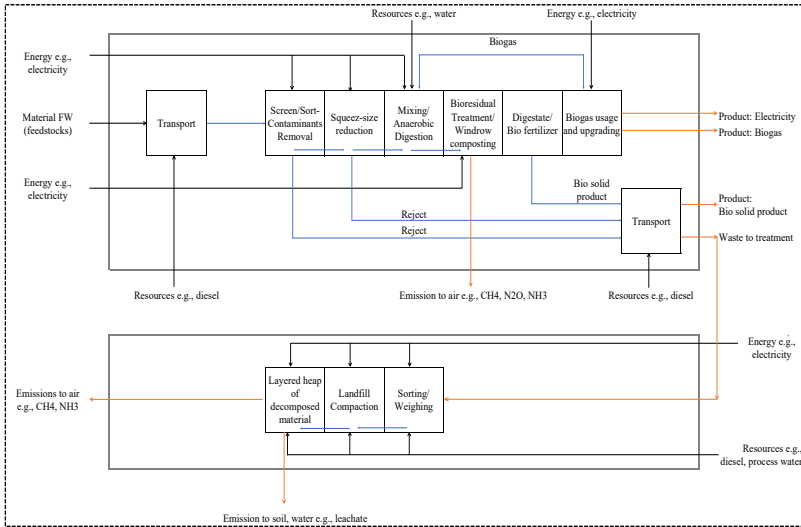 Resources e.g., water
Energy e.g., electricity
Biogas
Energy e.g.,
electricity
Material FW
(feedstocks)
Transport
Screen/Sort-
Contaminants
Removal
Squeez-size
reduction
Mixing/
Anaerobic
Digestion
Bioresidual
Treatment/
Windrow
composting
Digestate/
Bio fertilizer
Biogas usage
and upgrading
Product: Electricity
Product: Biogas
Energy e.g.,
electricity
Bio solid
product
Reject
Reject
Transport
Product:
Bio solid product
Waste to treatment
Resources e.g., diesel
Emission to air e.g., CH4, N2O, NH3
Resources e.g., diesel
Energy e.g.,
electricity
Emissions to air
e.g., CH4, NH3
Layered heap
of
decomposed
material
Landfill
Compaction
Sorting/
Weighing
Resources e.g.,
diesel, process water
Emission to soil, water e.g., leachate